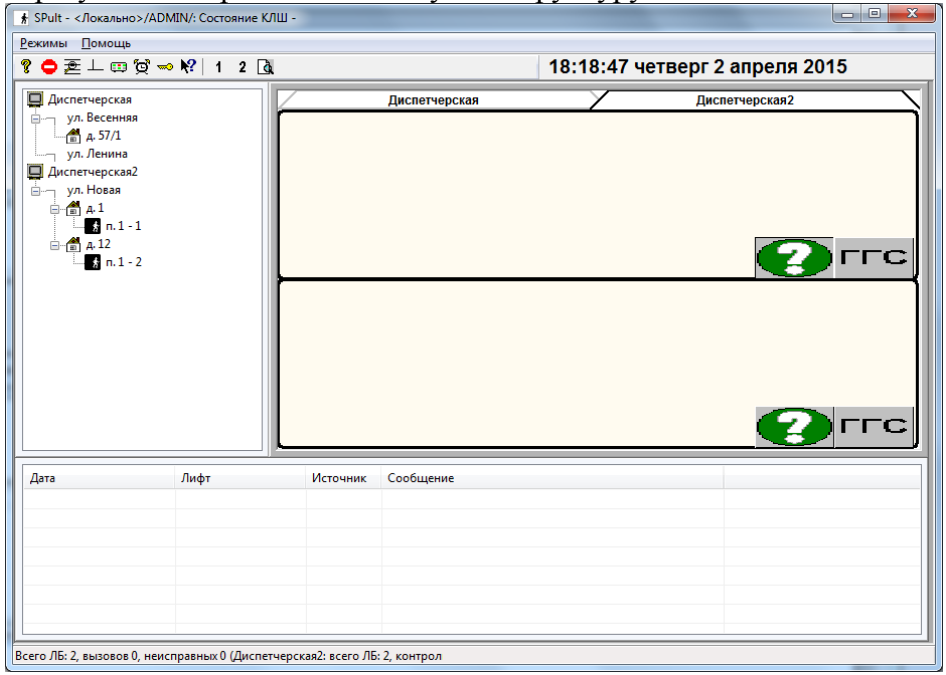 SPult - <Локально>/ADMIN/: Состояние КЛШ -
Режимы Помощь
1 2
18:18:47 четверг 2 апреля 2015
Диспетчерская
ул. Весенняя
д. 57/1
ул. Ленина
Диспетчерская2
ул. Новая
д. 1
п. 1 - 1
д. 12
п. 1 - 2
Диспетчерская Диспетчерская2
? ГГС
? ГГС
Дата Лифт Источник Сообщение
Всего ЛБ: 2, вызовов 0, неисправных 0 (Диспетчерская2: всего ЛБ: 2, контрол